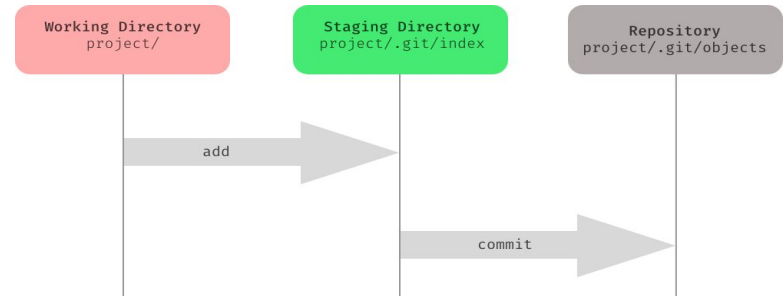 Working Directory
project/
Staging Directory
project/.git/index
Repository
project/.git/objects
add
commit